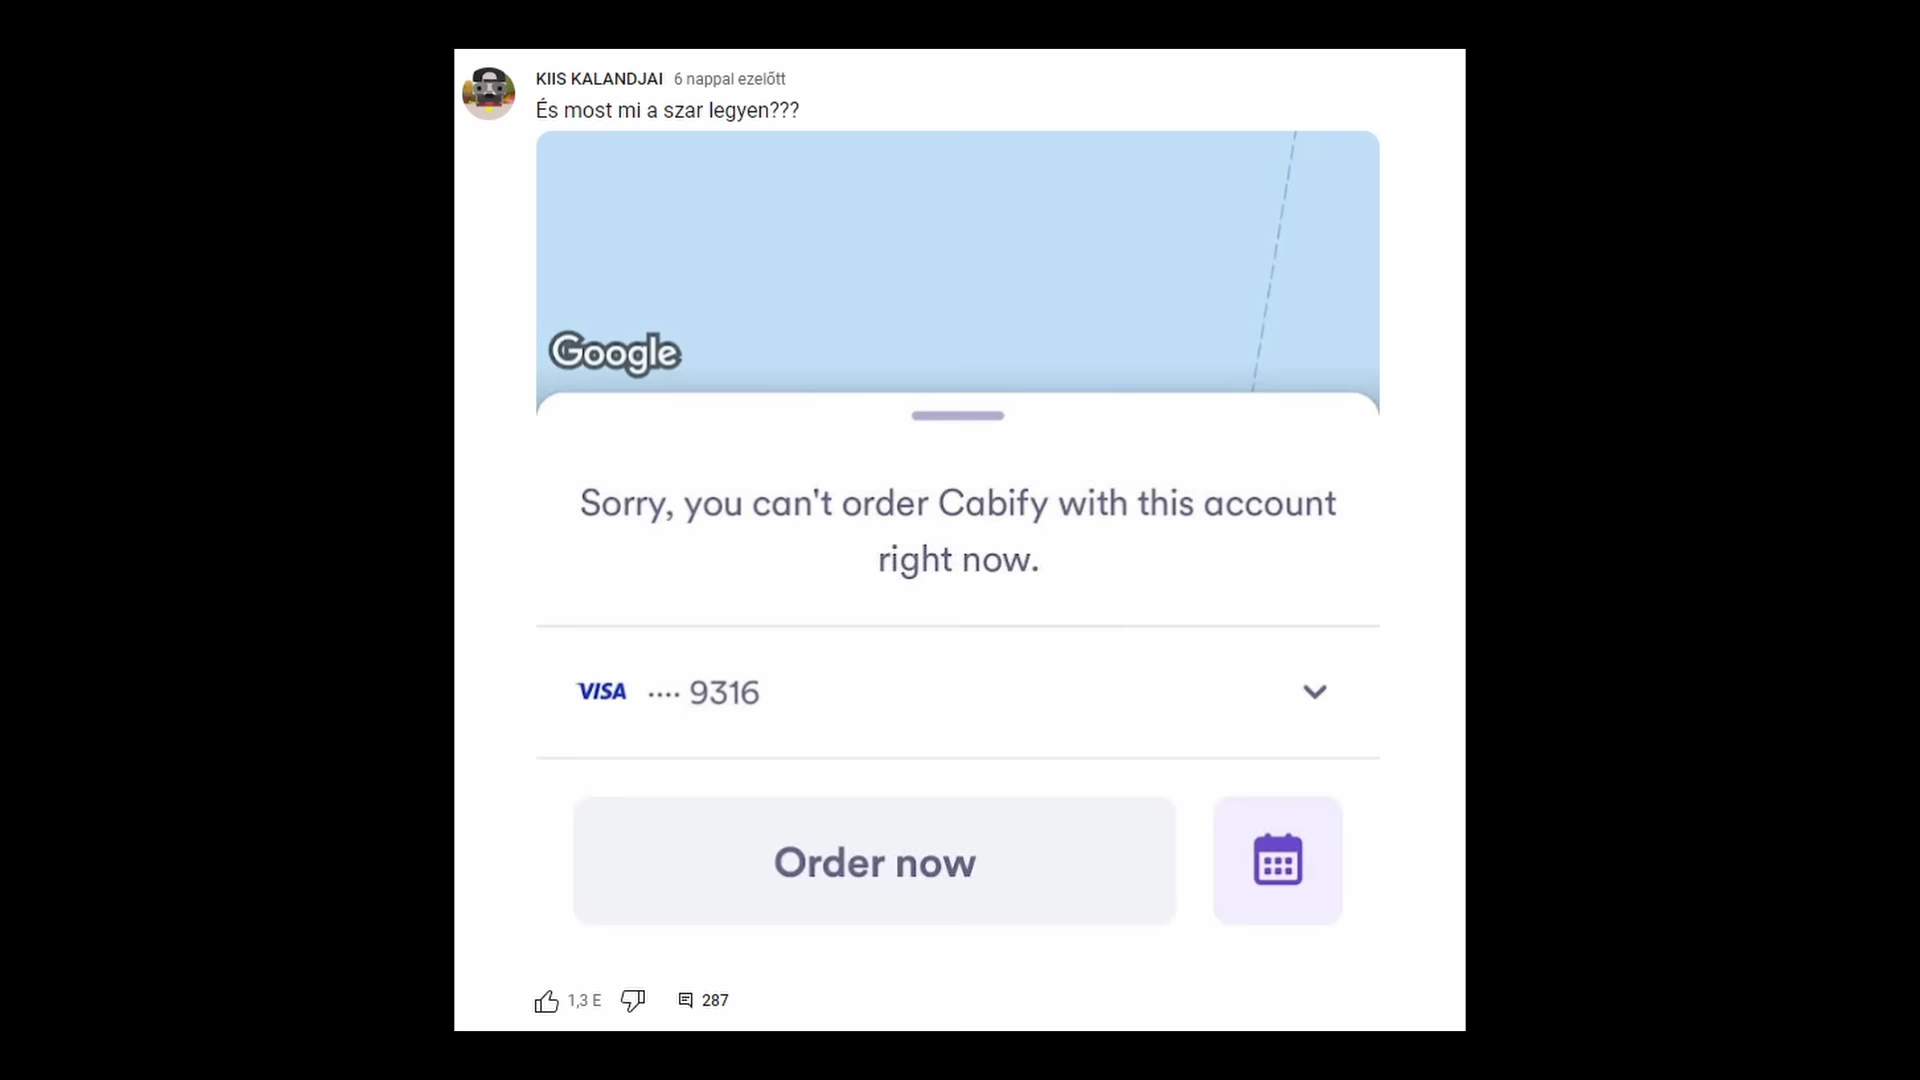 KIIS KALANDJAI 6 nappal ezelőtt
És most mi a szar legyen???
Google
Sorry, you can't order Cabify with this account
right now.
VISA ···· 9316
Order now
1,3 E 287